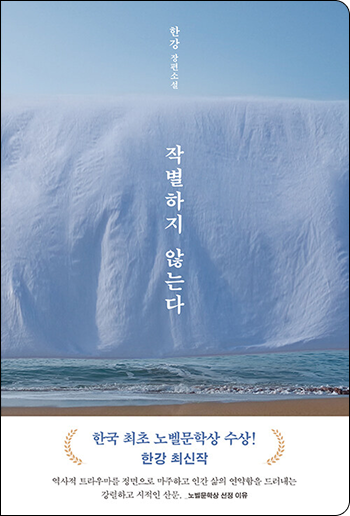 한강 장편소설
작별하지 않는다
한국 최초 노벨문학상 수상!
한강 최신작
역사적 트라우마를 정면으로 마주하고 인간 삶의 연약함을 드러내는
강렬하고 시적인 산문. _노벨문학상 선정 이유